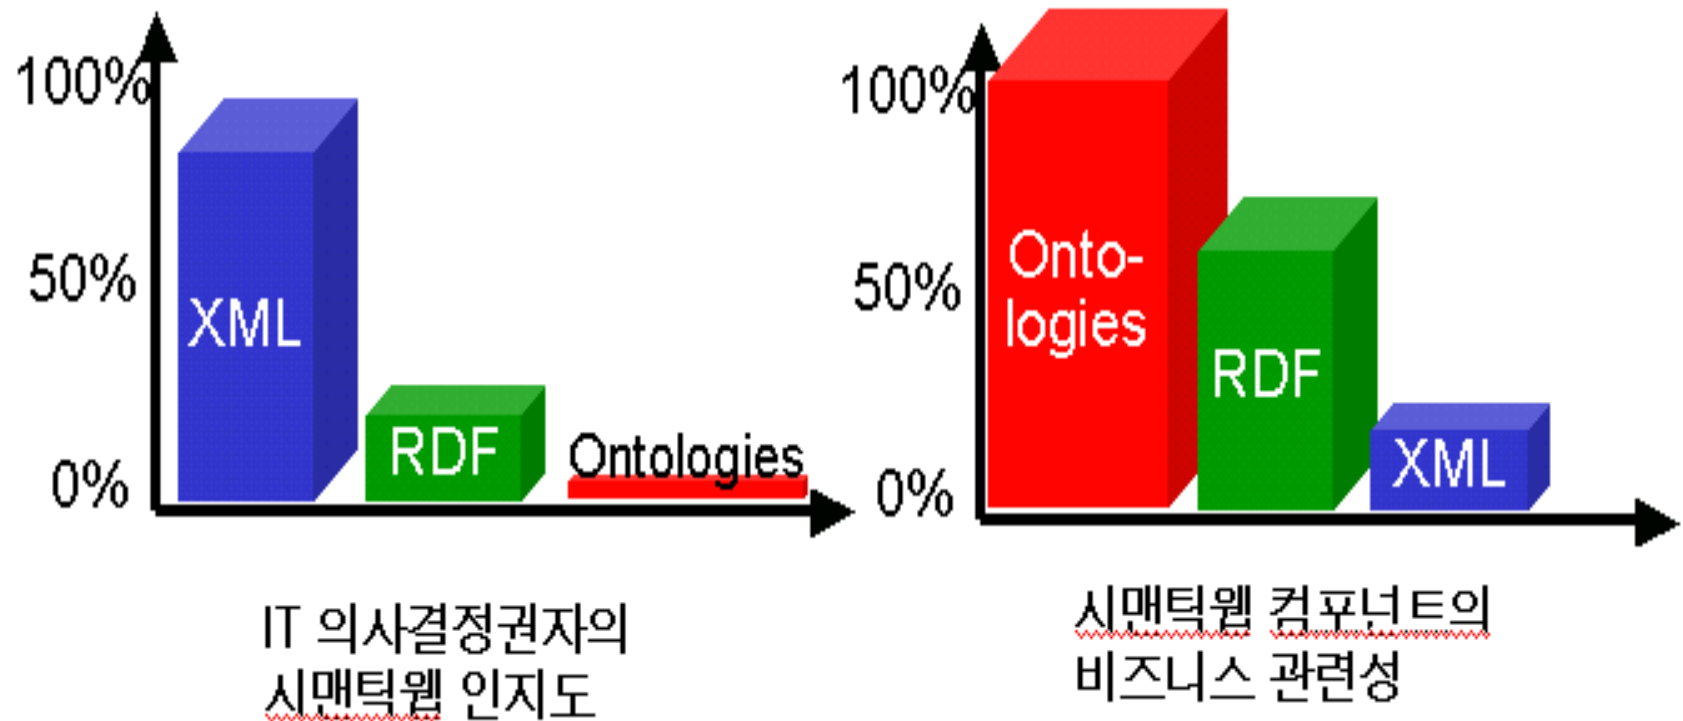 100%
50%
0%
XML
RDF
Ontologies
IT 의사결정권자의
시맨틱웹 인지도
100%
50%
0%
Onto-
logies
RDF
XML
시맨틱웹 컴포넌트의
비즈니스 관련성